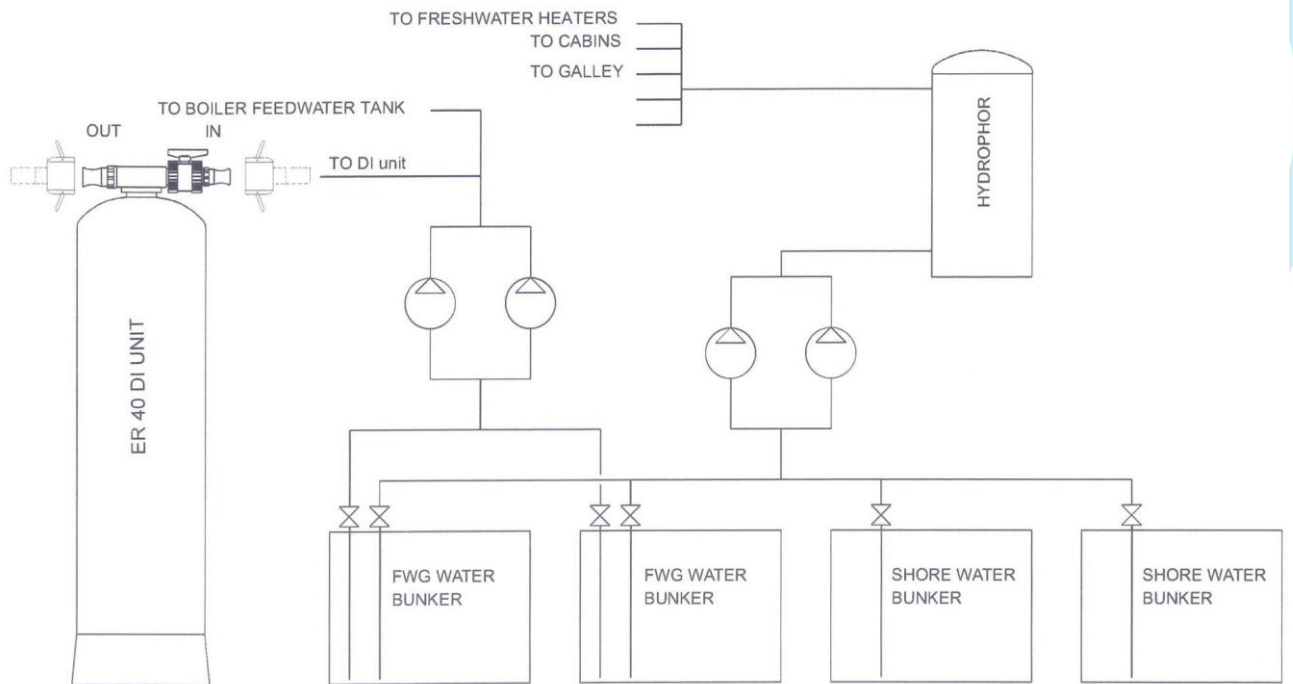 TO FRESHWATER HEATERS
TO CABINS
TO GALLEY
TO BOILER FEEDWATER TANK
OUT
IN
TO DI unit
HYDROPHOR
ER 40 DI UNIT
FWG WATER
BUNKER
FWG WATER
BUNKER
SHORE WATER
BUNKER
SHORE WATER
BUNKER